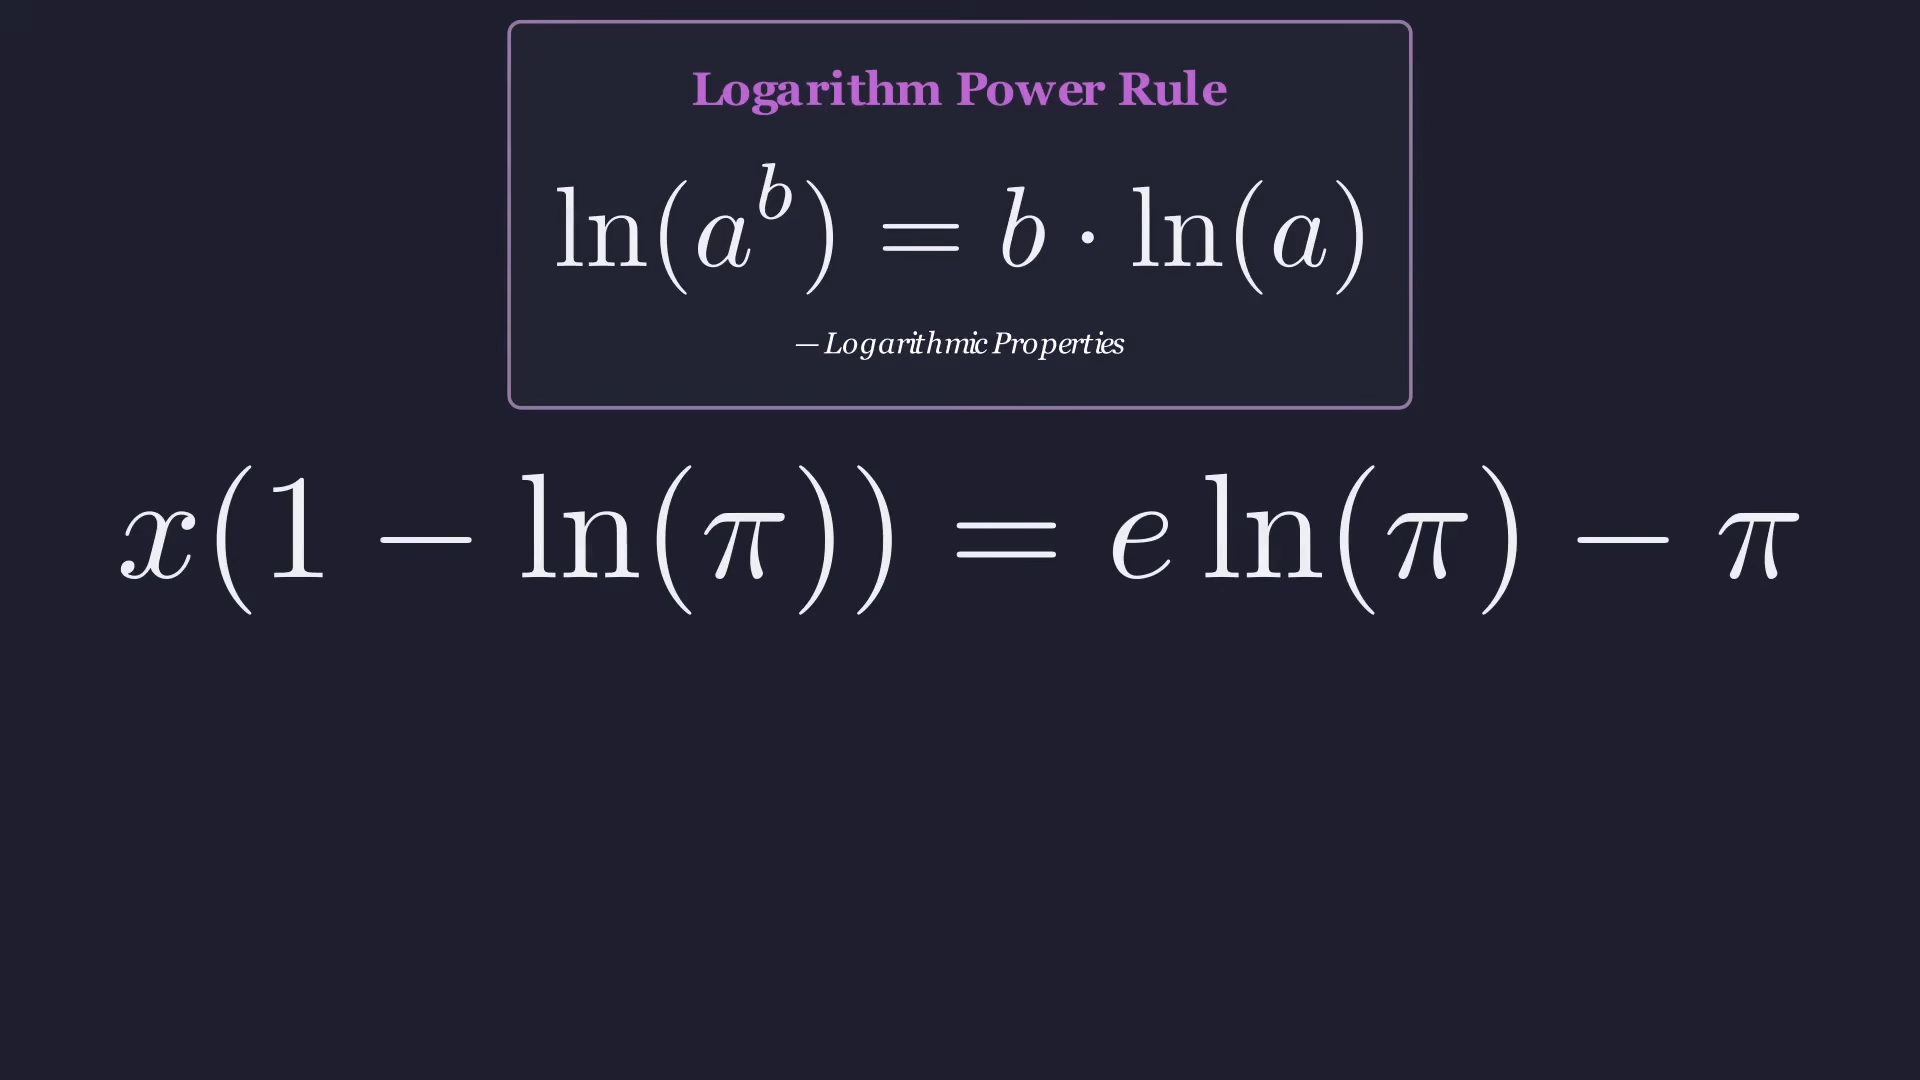 Logarithm Power Rule
ln(a^b) = b · ln(a)
— Logarithmic Properties
x(1 − ln(π)) = e ln(π) − π